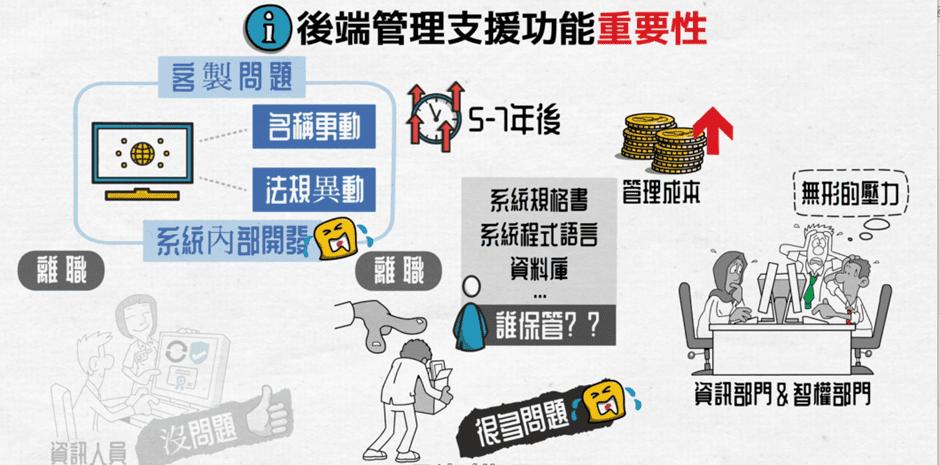 i 後端管理支援功能重要性
客製問題
名稱更動
法規異動
系統內部開發
5-7年後
管理成本
無形的壓力
系統規格書
系統程式語言
資料庫
...
誰保管??
離職
離職
資訊部門&智權部門
很多問題
沒問題
資訊人員